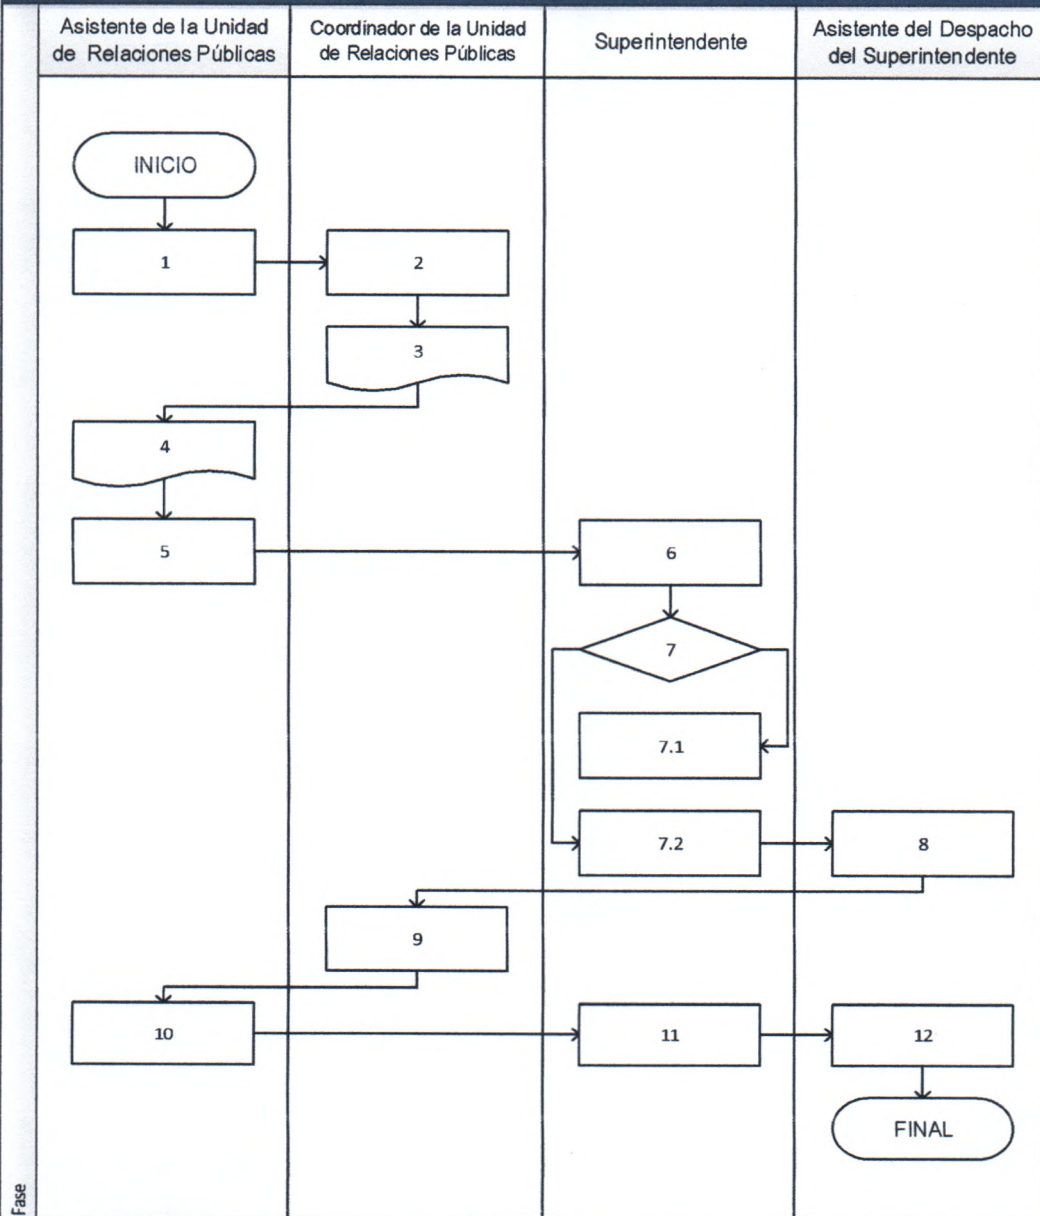 Asistente de la Unidad
de Relaciones Públicas
Coordinador de la Unidad
de Relaciones Públicas
Superintendente
Asistente del Despacho
del Superintendente
INICIO
1
2
3
4
5
6
7
7.1
7.2
8
9
10
11
12
FINAL
Fase